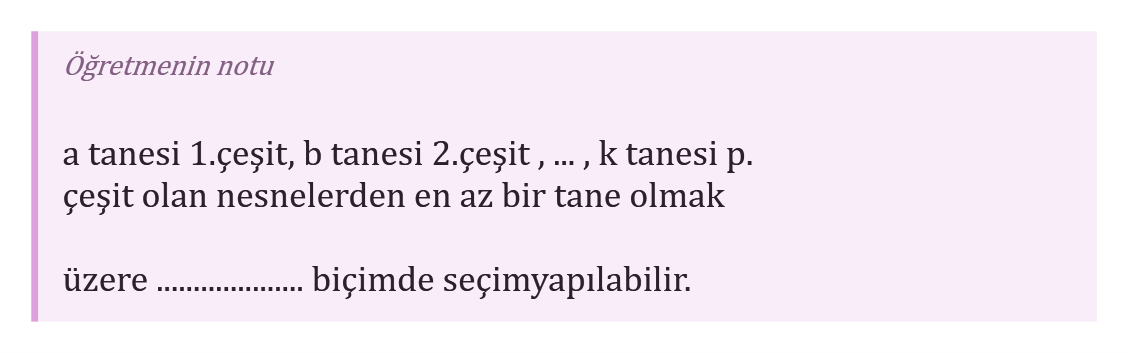 Öğretmenin notu
a tanesi 1.çeşit, b tanesi 2.çeşit , ... , k tanesi p.
çeşit olan nesnelerden en az bir tane olmak
üzere .................... biçimde seçimyapılabilir.